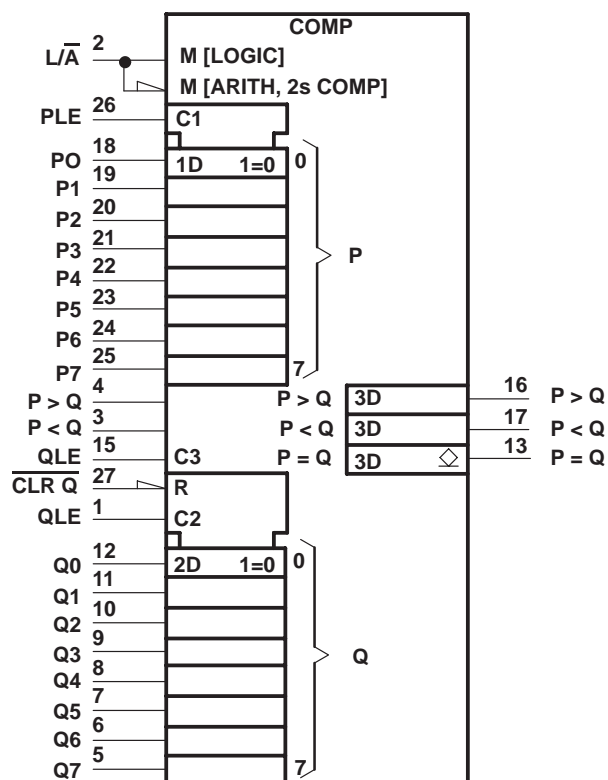 COMP
L/A̅ 2 M [LOGIC]
M [ARITH, 2s COMP]
PLE 26 C1
PO 18 1D 1=0 0
P1 19
P2 20
P3 21
P
P4 22
P5 23
P6 24
P7 25 7
P > Q 4 P > Q 3D 16 P > Q
P < Q 3 P < Q 3D 17 P < Q
QLE 15 C3 P = Q 3D 13 P = Q
C̅L̅R̅ ̅Q̅ 27 R
QLE 1 C2
Q0 12 2D 1=0 0
Q1 11
Q2 10
Q3 9
Q
Q4 8
Q5 7
Q6 6
Q7 5 7